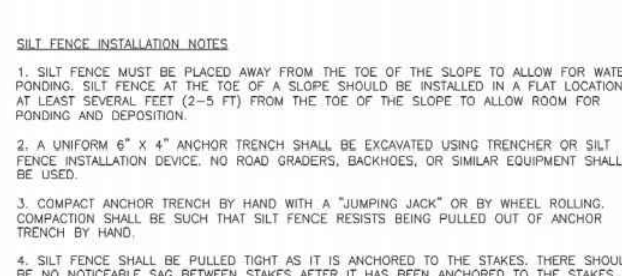 SILT FENCE INSTALLATION NOTES
1. SILT FENCE MUST BE PLACED AWAY FROM THE TOE OF THE SLOPE TO ALLOW FOR WATE
PONDING. SILT FENCE AT THE TOE OF A SLOPE SHOULD BE INSTALLED IN A FLAT LOCATION
AT LEAST SEVERAL FEET (2-5 FT) FROM THE TOE OF THE SLOPE TO ALLOW ROOM FOR
PONDING AND DEPOSITION.
2. A UNIFORM 6" X 4" ANCHOR TRENCH SHALL BE EXCAVATED USING TRENCHER OR SILT
FENCE INSTALLATION DEVICE. NO ROAD GRADERS, BACKHOES, OR SIMILAR EQUIPMENT SHALL
BE USED.
3. COMPACT ANCHOR TRENCH BY HAND WITH A "JUMPING JACK" OR BY WHEEL ROLLING.
COMPACTION SHALL BE SUCH THAT SILT FENCE RESISTS BEING PULLED OUT OF ANCHOR
TRENCH BY HAND.
4. SILT FENCE SHALL BE PULLED TIGHT AS IT IS ANCHORED TO THE STAKES. THERE SHOUL
BE NO NOTICEABLE SAG BETWEEN STAKES AFTER IT HAS BEEN ANCHORED TO THE STAKES.